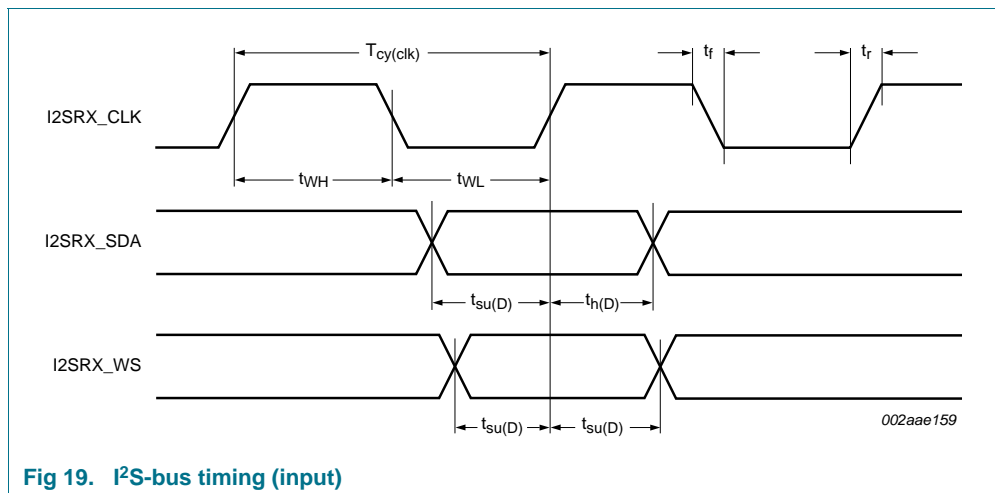 Tcy(clk)
tf
tr
I2SRX_CLK
tWH
tWL
I2SRX_SDA
tsu(D)
th(D)
I2SRX_WS
tsu(D)
tsu(D)
002aae159
Fig 19. I²S-bus timing (input)